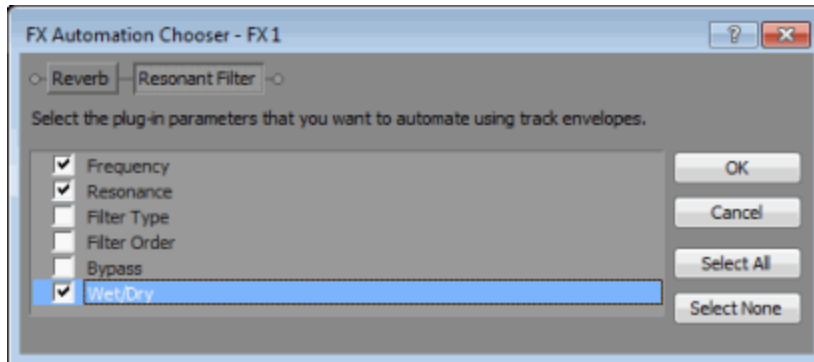 FX Automation Chooser - FX 1
Reverb Resonant Filter
Select the plug-in parameters that you want to automate using track envelopes.
Frequency
Resonance
Filter Type
Filter Order
Bypass
Wet/Dry
OK
Cancel
Select All
Select None